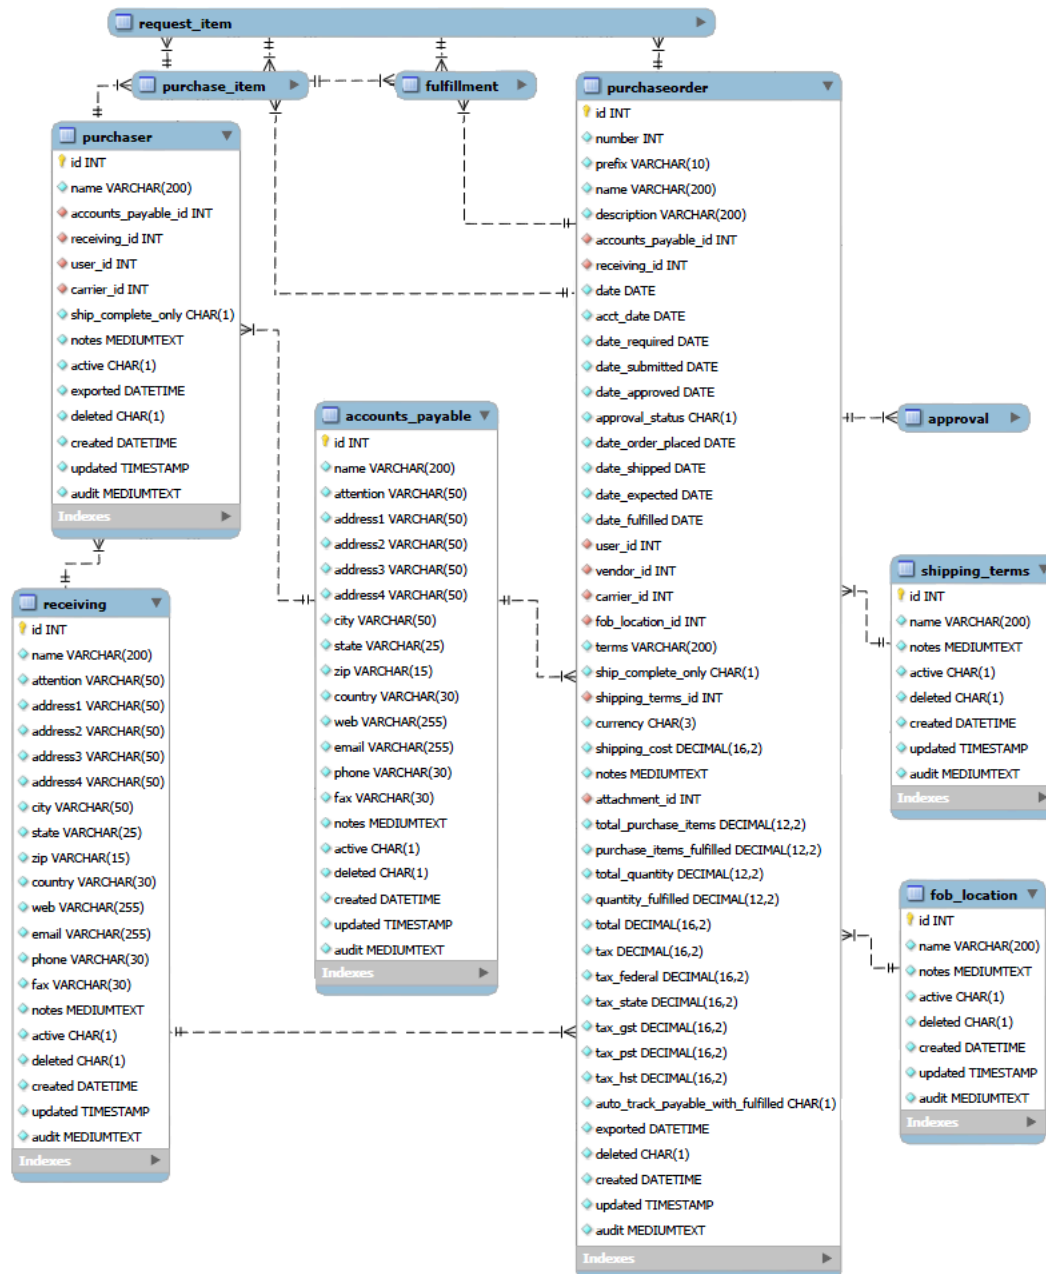 request_item
purchase_item
fulfillment
purchaser
id INT
name VARCHAR(200)
accounts_payable_id INT
receiving_id INT
user_id INT
carrier_id INT
ship_complete_only CHAR(1)
notes MEDIUMTEXT
active CHAR(1)
exported DATETIME
deleted CHAR(1)
created DATETIME
updated TIMESTAMP
audit MEDIUMTEXT
Indexes
receiving
id INT
name VARCHAR(200)
attention VARCHAR(50)
address1 VARCHAR(50)
address2 VARCHAR(50)
address3 VARCHAR(50)
address4 VARCHAR(50)
city VARCHAR(50)
state VARCHAR(25)
zip VARCHAR(15)
country VARCHAR(30)
web VARCHAR(255)
email VARCHAR(255)
phone VARCHAR(30)
fax VARCHAR(30)
notes MEDIUMTEXT
active CHAR(1)
deleted CHAR(1)
created DATETIME
updated TIMESTAMP
audit MEDIUMTEXT
Indexes
accounts_payable
id INT
name VARCHAR(200)
attention VARCHAR(50)
address1 VARCHAR(50)
address2 VARCHAR(50)
address3 VARCHAR(50)
address4 VARCHAR(50)
city VARCHAR(50)
state VARCHAR(25)
zip VARCHAR(15)
country VARCHAR(30)
web VARCHAR(255)
email VARCHAR(255)
phone VARCHAR(30)
fax VARCHAR(30)
notes MEDIUMTEXT
active CHAR(1)
deleted CHAR(1)
created DATETIME
updated TIMESTAMP
audit MEDIUMTEXT
Indexes
purchaseorder
id INT
number INT
prefix VARCHAR(10)
name VARCHAR(200)
description VARCHAR(200)
accounts_payable_id INT
receiving_id INT
date DATE
acct_date DATE
date_required DATE
date_submitted DATE
date_approved DATE
approval_status CHAR(1)
date_order_placed DATE
date_shipped DATE
date_expected DATE
date_fulfilled DATE
user_id INT
vendor_id INT
carrier_id INT
fob_location_id INT
terms VARCHAR(200)
ship_complete_only CHAR(1)
shipping_terms_id INT
currency CHAR(3)
shipping_cost DECIMAL(16,2)
notes MEDIUMTEXT
attachment_id INT
total_purchase_items DECIMAL(12,2)
purchase_items_fulfilled DECIMAL(12,2)
total_quantity DECIMAL(12,2)
quantity_fulfilled DECIMAL(12,2)
total DECIMAL(16,2)
tax DECIMAL(16,2)
tax_federal DECIMAL(16,2)
tax_state DECIMAL(16,2)
tax_gst DECIMAL(16,2)
tax_pst DECIMAL(16,2)
tax_hst DECIMAL(16,2)
auto_track_payable_with_fulfilled CHAR(1)
exported DATETIME
deleted CHAR(1)
created DATETIME
updated TIMESTAMP
audit MEDIUMTEXT
Indexes
approval
shipping_terms
id INT
name VARCHAR(200)
notes MEDIUMTEXT
active CHAR(1)
deleted CHAR(1)
created DATETIME
updated TIMESTAMP
audit MEDIUMTEXT
Indexes
fob_location
id INT
name VARCHAR(200)
notes MEDIUMTEXT
active CHAR(1)
deleted CHAR(1)
created DATETIME
updated TIMESTAMP
audit MEDIUMTEXT
Indexes